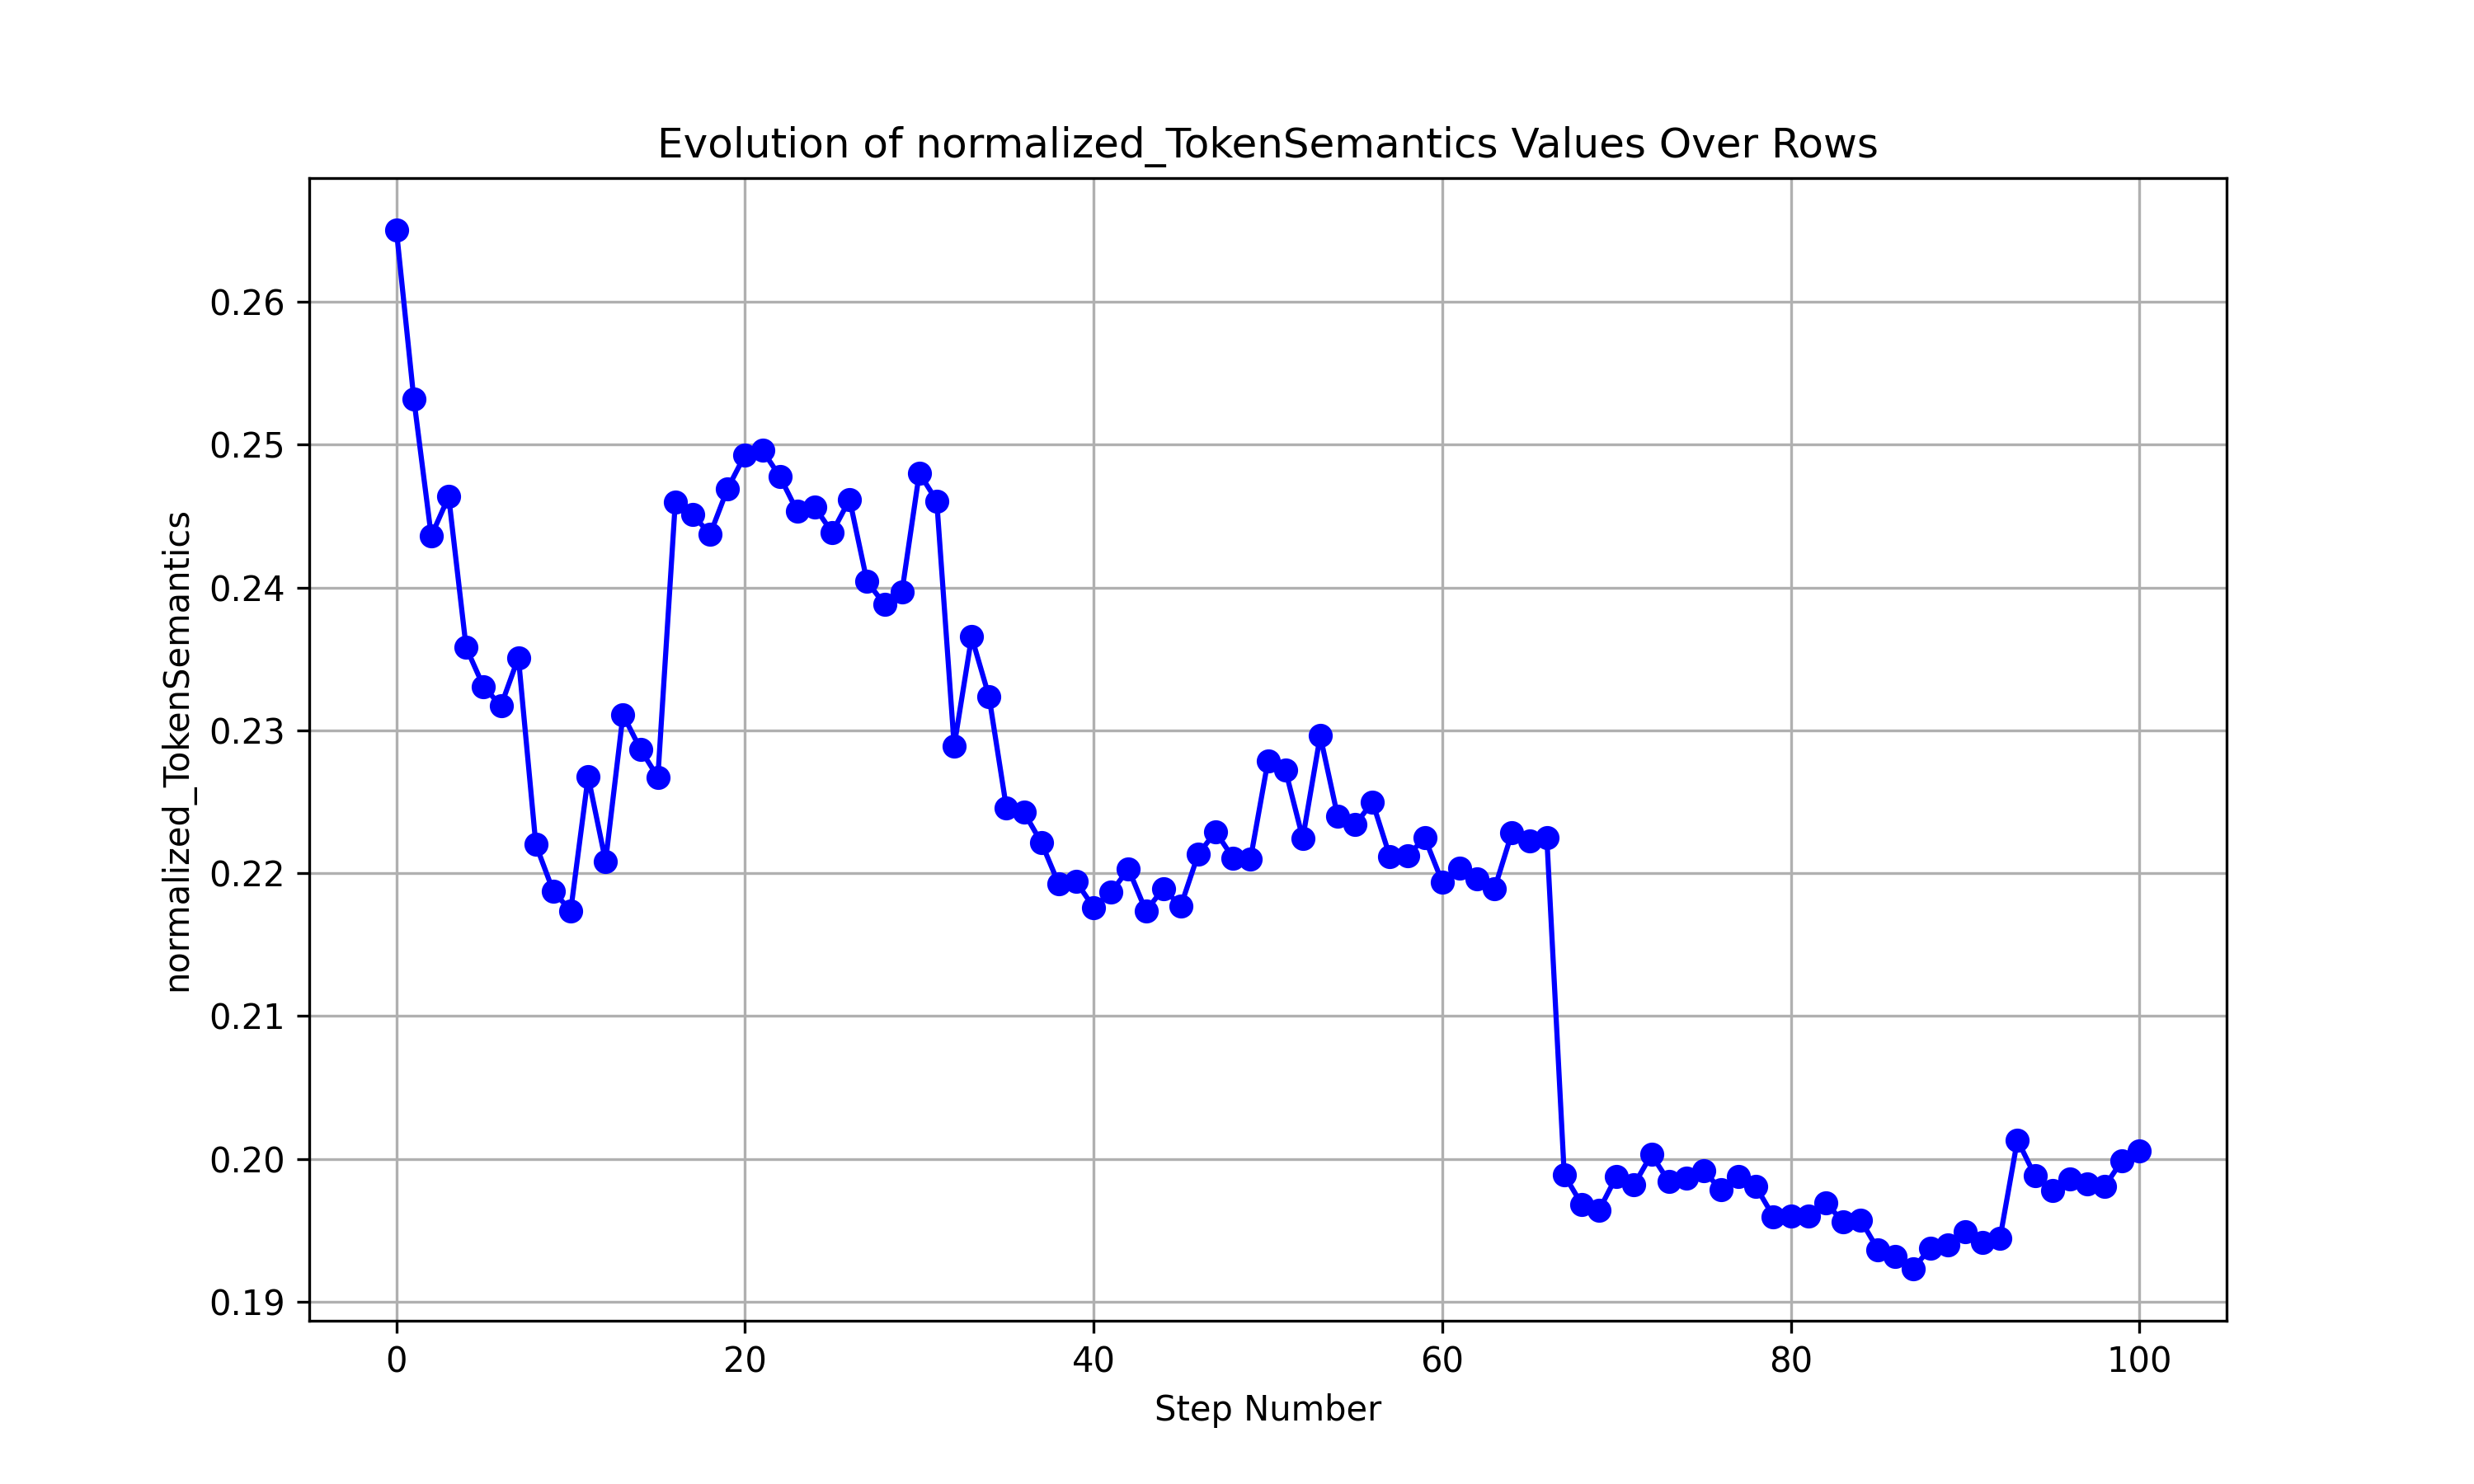 Evolution of normalized_TokenSemantics Values Over Rows
normalized_TokenSemantics
0.26
0.25
0.24
0.23
0.22
0.21
0.20
0.19
0 20 40 60 80 100
Step Number